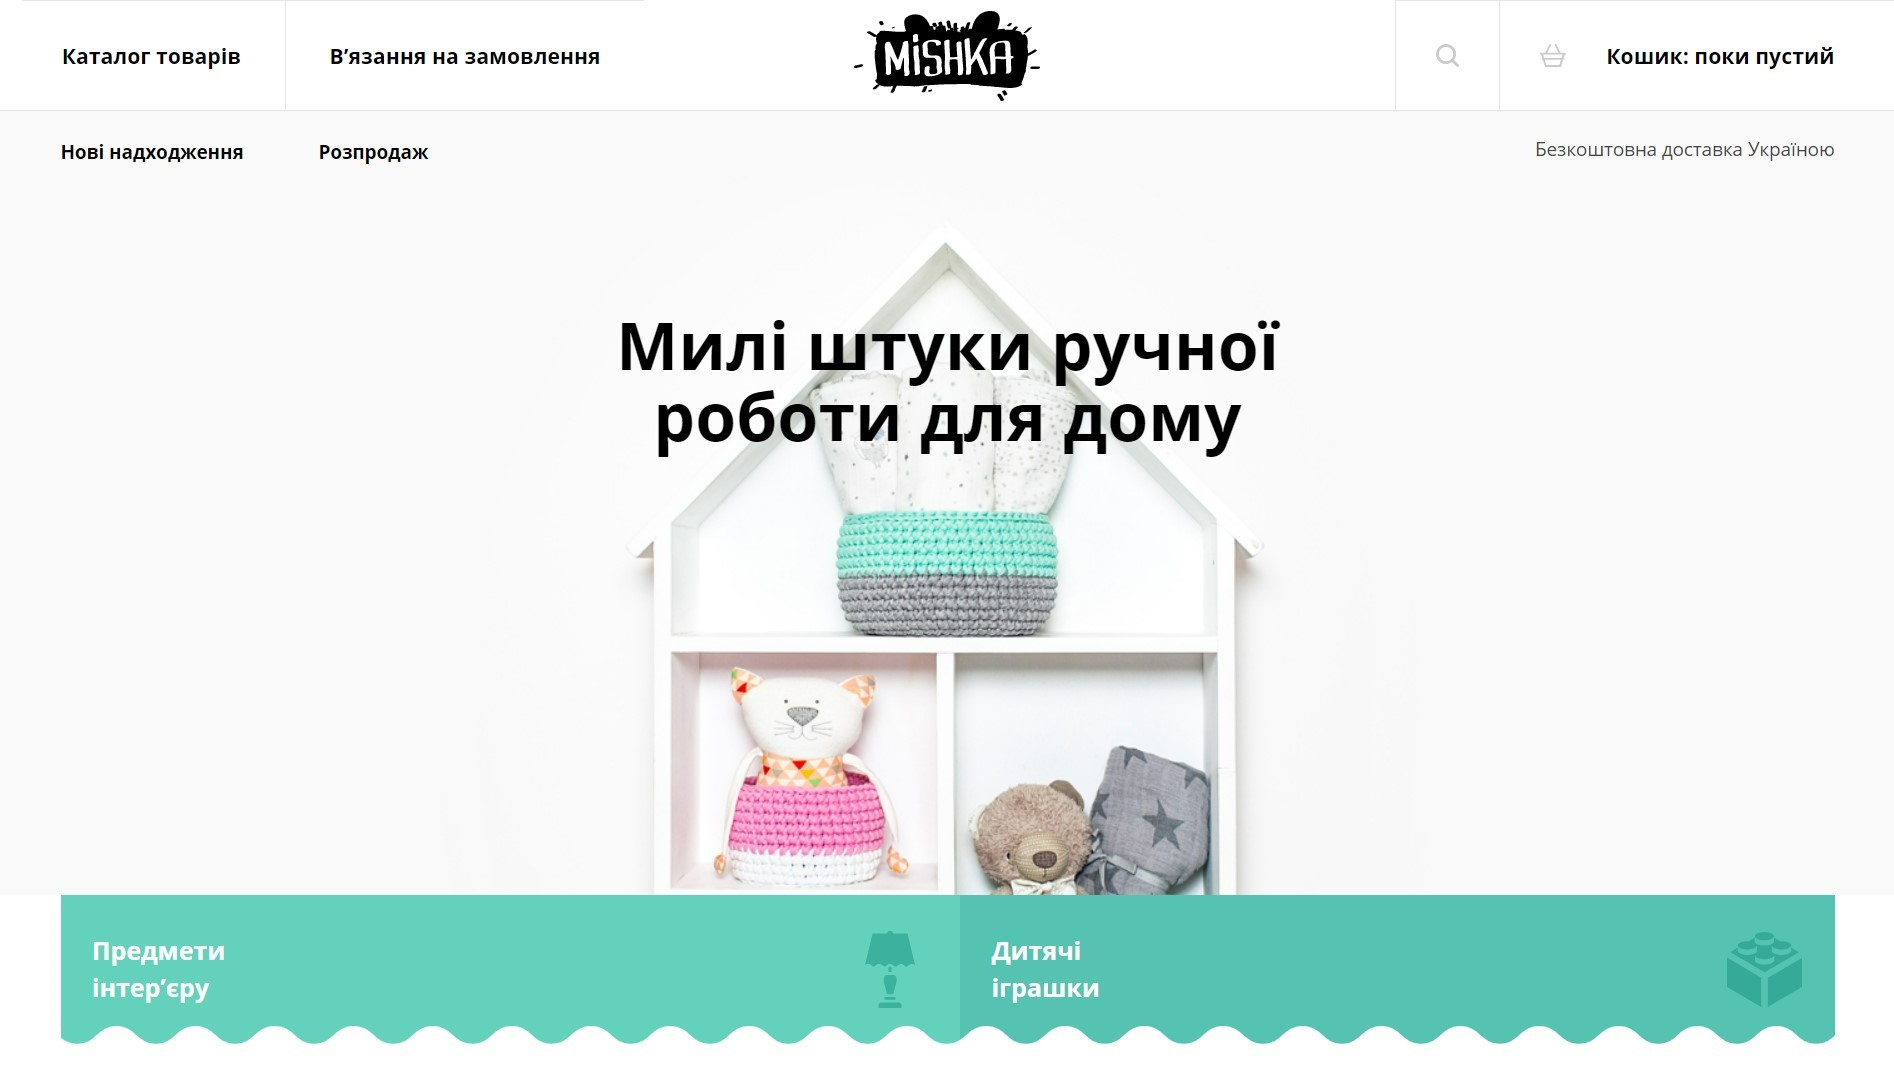 Каталог товарів
В’язання на замовлення
MiSHKA
Кошик: поки пустий
Нові надходження
Розпродаж
Безкоштовна доставка Україною
Милі штуки ручної
роботи для дому
Предмети
інтер’єру
Дитячі
іграшки